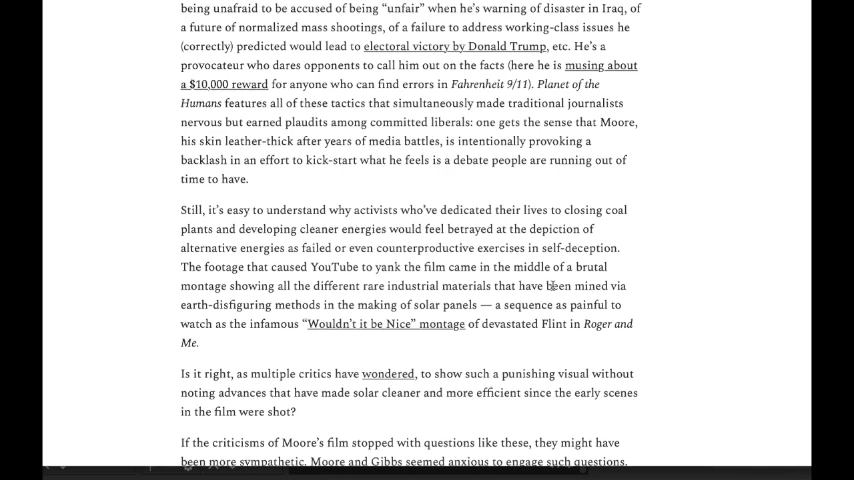 being unafraid to be accused of being “unfair” when he’s warning of disaster in Iraq, of
a future of normalized mass shootings, of a failure to address working-class issues he
(correctly) predicted would lead to electoral victory by Donald Trump, etc. He’s a
provocateur who dares opponents to call him out on the facts (here he is musing about
a $10,000 reward for anyone who can find errors in Fahrenheit 9/11). Planet of the
Humans features all of these tactics that simultaneously made traditional journalists
nervous but earned plaudits among committed liberals: one gets the sense that Moore,
his skin leather-thick after years of media battles, is intentionally provoking a
backlash in an effort to kick-start what he feels is a debate people are running out of
time to have.
Still, it’s easy to understand why activists who’ve dedicated their lives to closing coal
plants and developing cleaner energies would feel betrayed at the depiction of
alternative energies as failed or even counterproductive exercises in self-deception.
The footage that caused YouTube to yank the film came in the middle of a brutal
montage showing all the different rare industrial materials that have been mined via
earth-disfiguring methods in the making of solar panels — a sequence as painful to
watch as the infamous “Wouldn’t it be Nice” montage of devastated Flint in Roger and
Me.
Is it right, as multiple critics have wondered, to show such a punishing visual without
noting advances that have made solar cleaner and more efficient since the early scenes
in the film were shot?
If the criticisms of Moore’s film stopped with questions like these, they might have
been more sympathetic. Moore and Gibbs seemed anxious to engage such questions.